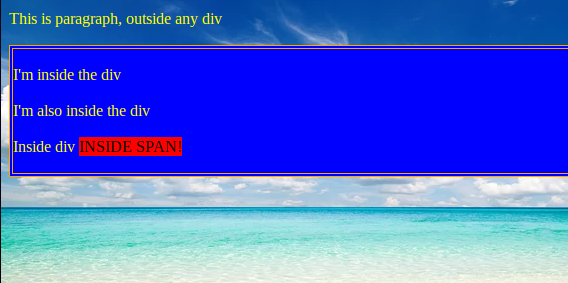 This is paragraph, outside any div
I'm inside the div
I'm also inside the div
Inside div INSIDE SPAN!